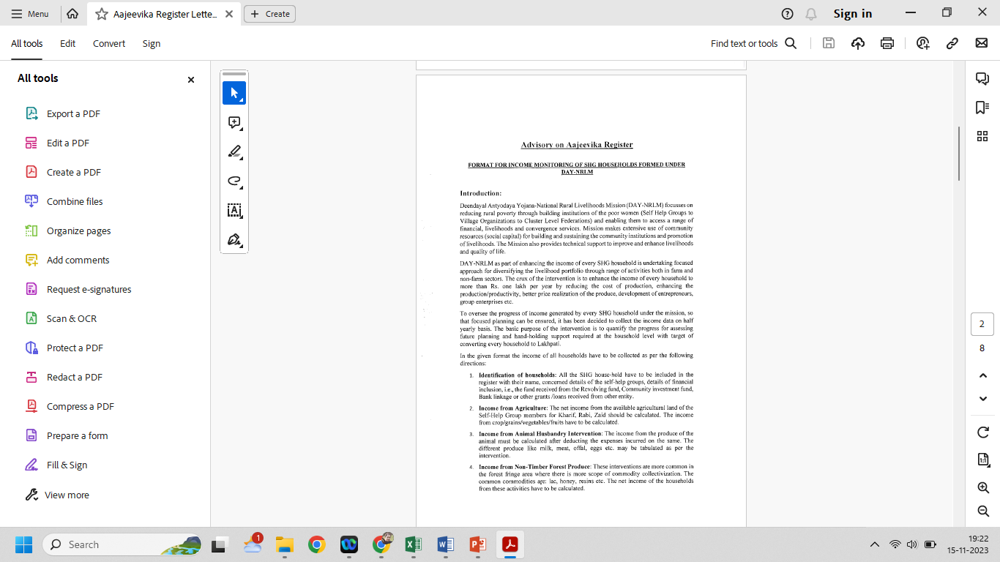 Menu
Aajeevika Register Lette...
Create
Sign in
All tools
Edit
Convert
Sign
Find text or tools
All tools
Export a PDF
Edit a PDF
Create a PDF
Combine files
Organize pages
Add comments
Request e-signatures
Scan & OCR
Protect a PDF
Redact a PDF
Compress a PDF
Prepare a form
Fill & Sign
View more
Advisory on Aajeevika Register
FORMAT FOR INCOME MONITORING OF SHG HOUSEHOLDS FORMED UNDER
DAY-NRLM
Introduction:
Deendayal Antyodaya Yojana-National Rural Livelihoods Mission (DAY-NRLM) focusses on
reducing rural poverty through building institutions of the poor women (Self Help Groups to
Village Organizations to Cluster Level Federations) and enabling them to access a range of
financial, livelihoods and convergence services. Mission makes extensive use of community
resources (social capital) for building and sustaining the community institutions and promotion
of livelihoods. The Mission also provides technical support to improve and enhance livelihoods
and quality of life.
DAY-NRLM as part of enhancing the income of every SHG household is undertaking focused
approach for diversifying the livelihood portfolio through range of activities both in farm and
non-farm sectors. The crux of the intervention is to enhance the income of every household to
more than Rs. one lakh per year by reducing the cost of production, enhancing the
production/productivity, better price realization of the produce, development of entrepreneurs,
group enterprises etc.
To oversee the progress of income generated by every SHG household under the mission, so
that focused planning can be ensured, it has been decided to collect the income data on half
yearly basis. The basic purpose of the intervention is to quantify the progress for assessing
future planning and hand-holding support required at the household level with target of
converting every household to Lakhpati.
In the given format the income of all households have to be collected as per the following
directions:
1. Identification of households: All the SHG house-hold have to be included in the
register with their name, concerned details of the self-help groups, details of financial
inclusion, i.e., the fund received from the Revolving fund, Community investment fund,
Bank linkage or other grants /loans received from other entity.
2. Income from Agriculture: The net income from the available agricultural land of the
Self-Help Group members for Kharif, Rabi, Zaid should be calculated. The income
from crop/grains/vegetables/fruits have to be calculated.
3. Income from Animal Husbandry Intervention: The income from the produce of the
animal must be calculated after deducting the expenses incurred on the same. The
different produce like milk, meat, offal, eggs etc. may be tabulated as per the
intervention.
4. Income from Non-Timber Forest Produce: These interventions are more common in
the forest fringe area where there is more scope of commodity collectivization. The
common commodities are: lac, honey, resins etc. The net income of the households
from these activities have to be calculated.
2
8
1:1
Search
1
19:22
15-11-2023